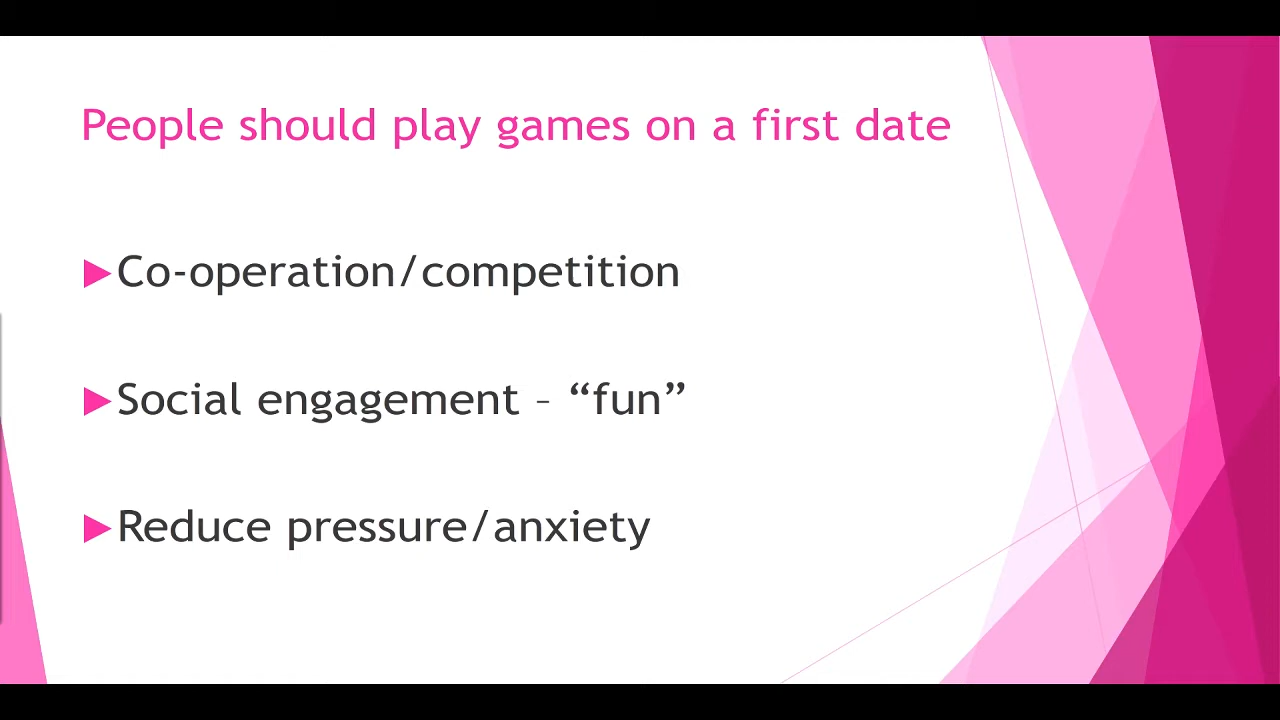 People should play games on a first date
Co-operation/competition
Social engagement – “fun”
Reduce pressure/anxiety